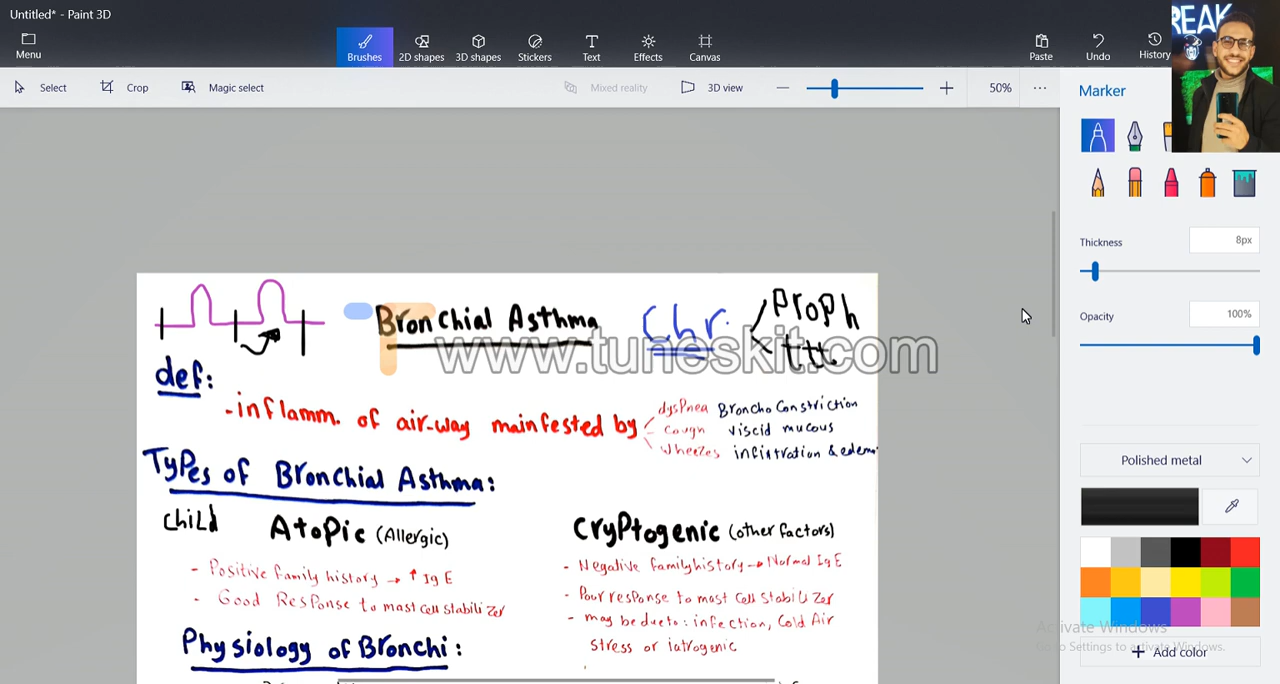 Untitled* - Paint 3D
Menu
Brushes
2D shapes
3D shapes
Stickers
Text
Effects
Canvas
Paste
Undo
History
REAK
Select
Crop
Magic select
Mixed reality
3D view
50%
Marker
Thickness
8px
Opacity
100%
Polished metal
Add color
Activate Windows
Go to Settings to activate Windows.
www.tuneskit.com
Bronchial Asthma
Chr.
Proph
ttt
def:
-inflamm. of air-way mainfested by
dyspnea Broncho Constriction
Cough viscid mucous
wheezes infiltration & edema
Types of Bronchial Asthma:
Child Atopic (Allergic)
- Positive family history → ↑ Ig E
- Good Response to mast cell stabilizer
Cryptogenic (other factors)
- Negative family history → Normal Ig E
- Poor response to mast cell stabilizer
- may be due to: infection, Cold Air
stress or iatrogenic
Physiology of Bronchi: